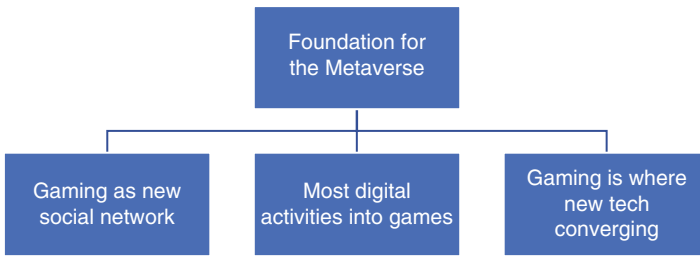 Foundation for
the Metaverse
Gaming as new
social network
Most digital
activities into games
Gaming is where
new tech
converging